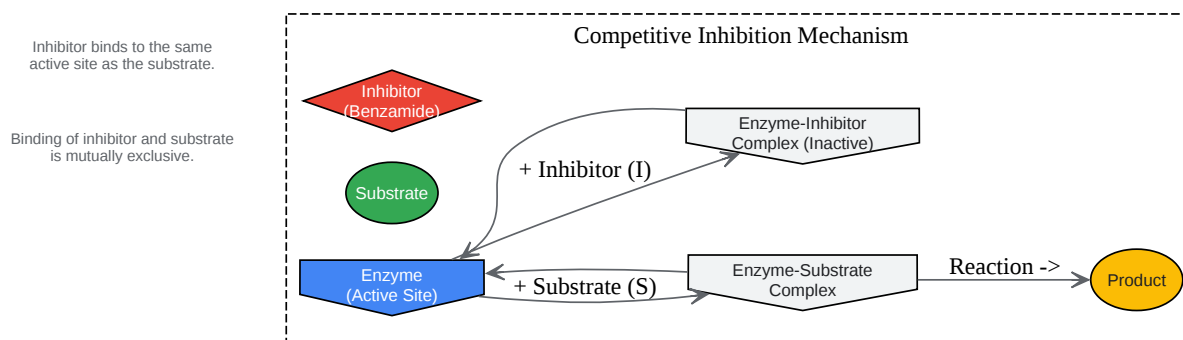 Inhibitor binds to the same
active site as the substrate.
Binding of inhibitor and substrate
is mutually exclusive.
Competitive Inhibition Mechanism
Inhibitor
(Benzamide)
Enzyme-Inhibitor
Complex (Inactive)
+ Inhibitor (I)
Substrate
Enzyme
(Active Site)
+ Substrate (S)
Enzyme-Substrate
Complex
Reaction ->
Product